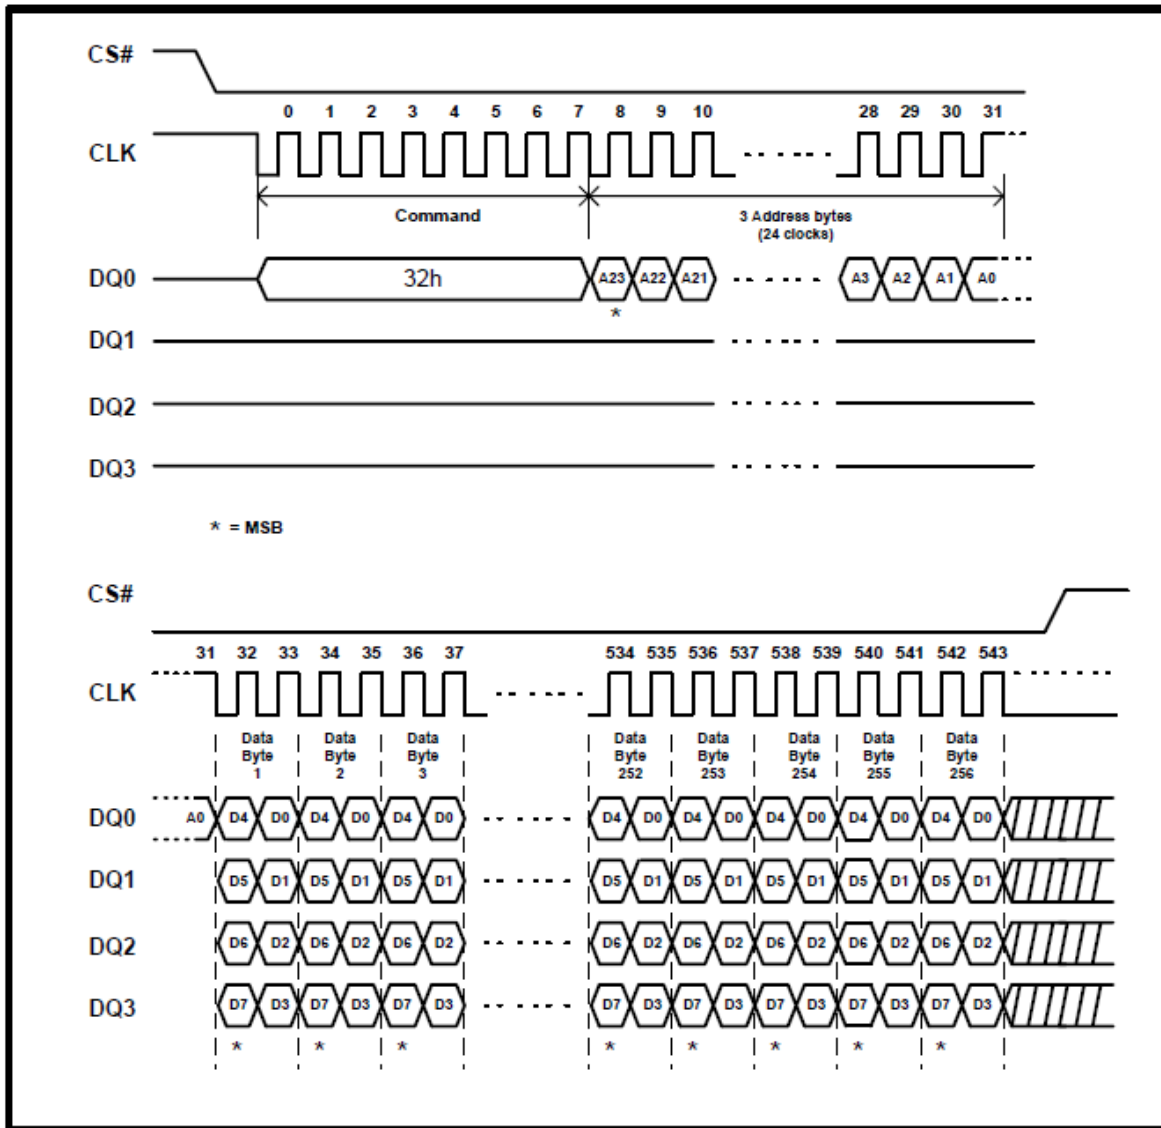 CS#
0 1 2 3 4 5 6 7 8 9 10 28 29 30 31
CLK
Command
3 Address bytes
(24 clocks)
DQ0 32h A23 A22 A21 A3 A2 A1 A0
*
DQ1
DQ2
DQ3
* = MSB
CS#
31 32 33 34 35 36 37 534 535 536 537 538 539 540 541 542 543
CLK
Data Data Data Data Data Data Data Data
Byte Byte Byte Byte Byte Byte Byte Byte
1 2 3 252 253 254 255 256
DQ0 A0 D4 D0 D4 D0 D4 D0 D4 D0 D4 D0 D4 D0 D4 D0 D4 D0
DQ1 D5 D1 D5 D1 D5 D1 D5 D1 D5 D1 D5 D1 D5 D1 D5 D1
DQ2 D6 D2 D6 D2 D6 D2 D6 D2 D6 D2 D6 D2 D6 D2 D6 D2
DQ3 D7 D3 D7 D3 D7 D3 D7 D3 D7 D3 D7 D3 D7 D3 D7 D3
* * * * * * * *